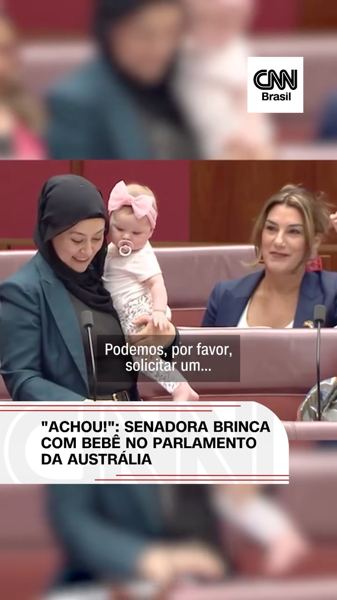 CNN
Brasil
Podemos, por favor,
solicitar um...
"ACHOU!": SENADORA BRINCA
COM BEBÊ NO PARLAMENTO
DA AUSTRÁLIA